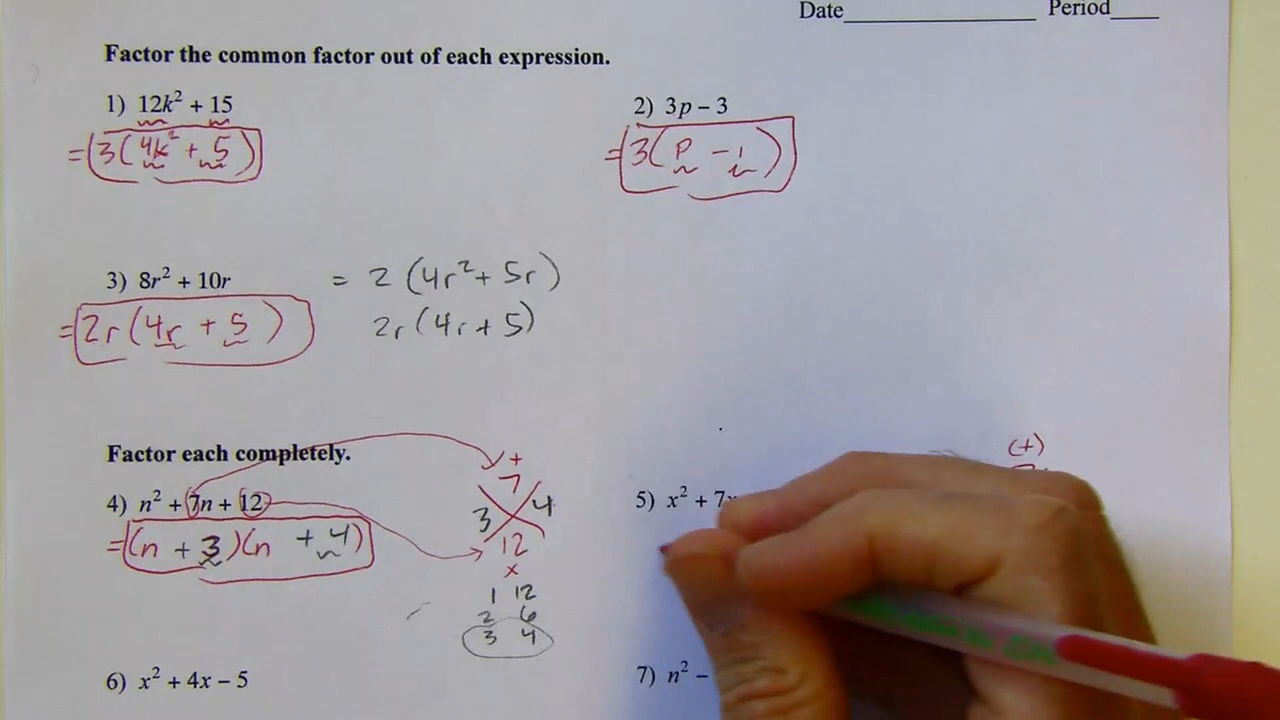 Date____________ Period____
Factor the common factor out of each expression.
1) 12k² + 15
= 3(4k² + 5)
2) 3p – 3
= 3(p – 1)
3) 8r² + 10r
= 2r(4r + 5)
= 2(4r² + 5r)
2r(4r + 5)
Factor each completely.
4) n² + 7n + 12
= (n + 3)(n + 4)
+
7
3 4
12
×
1 12
2 6
3 4
5) x² + 7
(+)
6) x² + 4x – 5
7) n² –